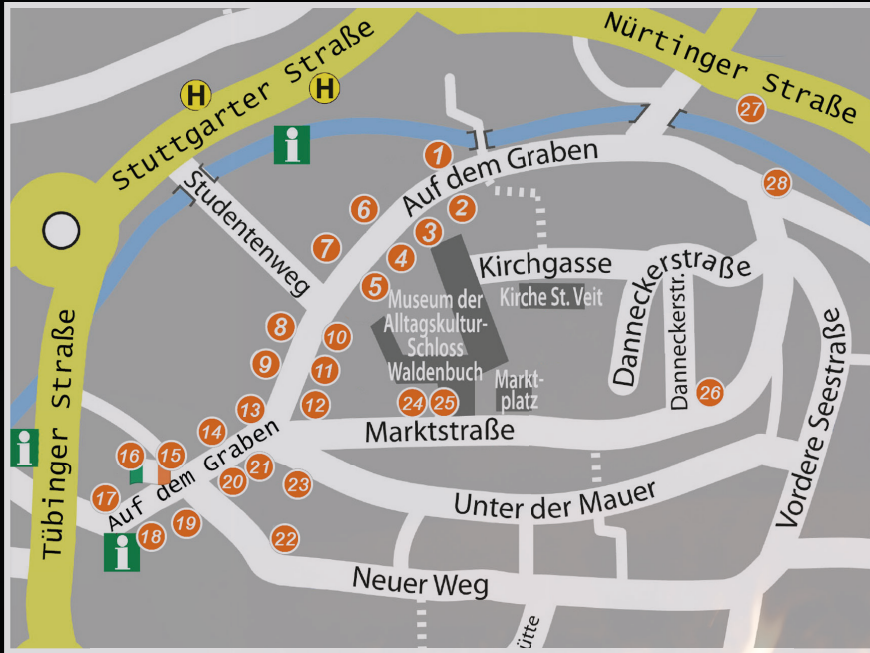 Nürtinger Straße
Stuttgarter Straße
H
H
27
i
1
Auf dem Graben
28
Studentenweg
6
2
3
7
4
5
Kirchgasse
Danneckerstraße
Museum der
Alltagskultur-
Schloss
Waldenbuch
Kirche St. Veit
Danneckerstraße
Danneckerstr.
8
10
9
11
Markt-
platz
Tübinger Straße
Vordere Seestraße
13
12
24
25
26
14
Marktstraße
i
16
15
Auf dem Graben
20
21
23
17
Unter der Mauer
18
19
22
i
Neuer Weg
ütte